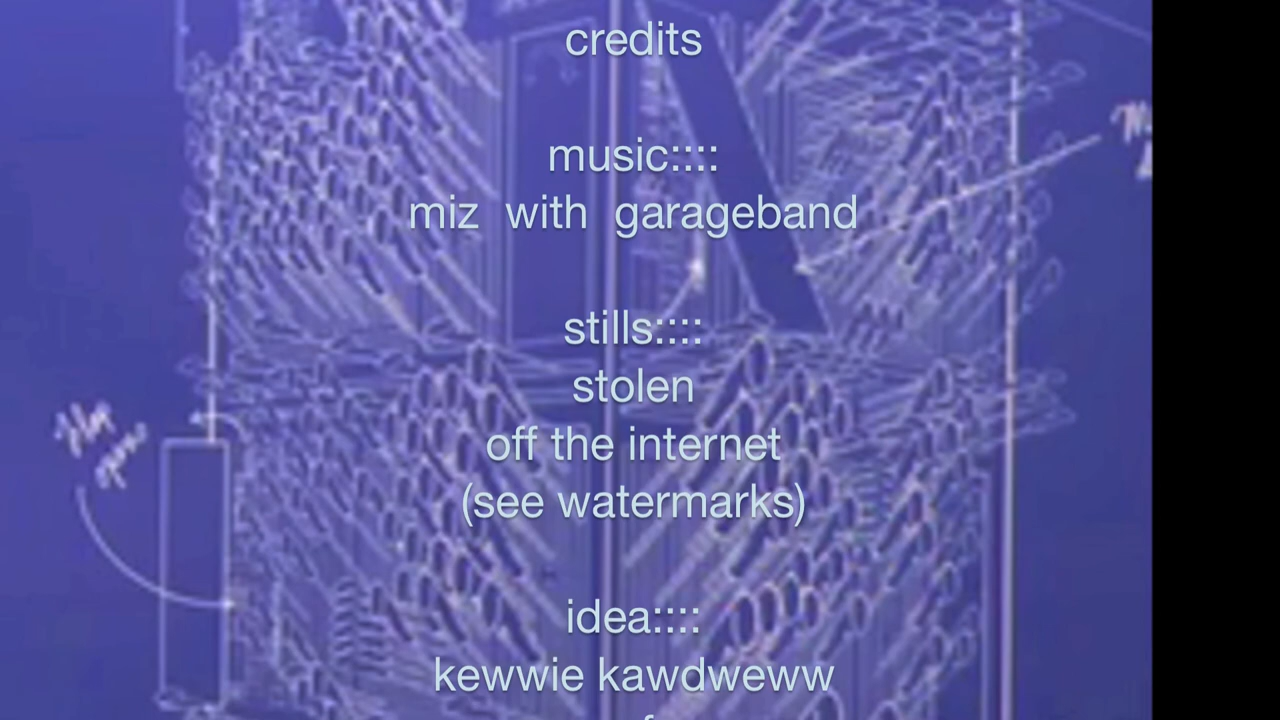 credits
music::::
miz with garageband
stills::::
stolen
off the internet
(see watermarks)
idea::::
kewwie kawdweww